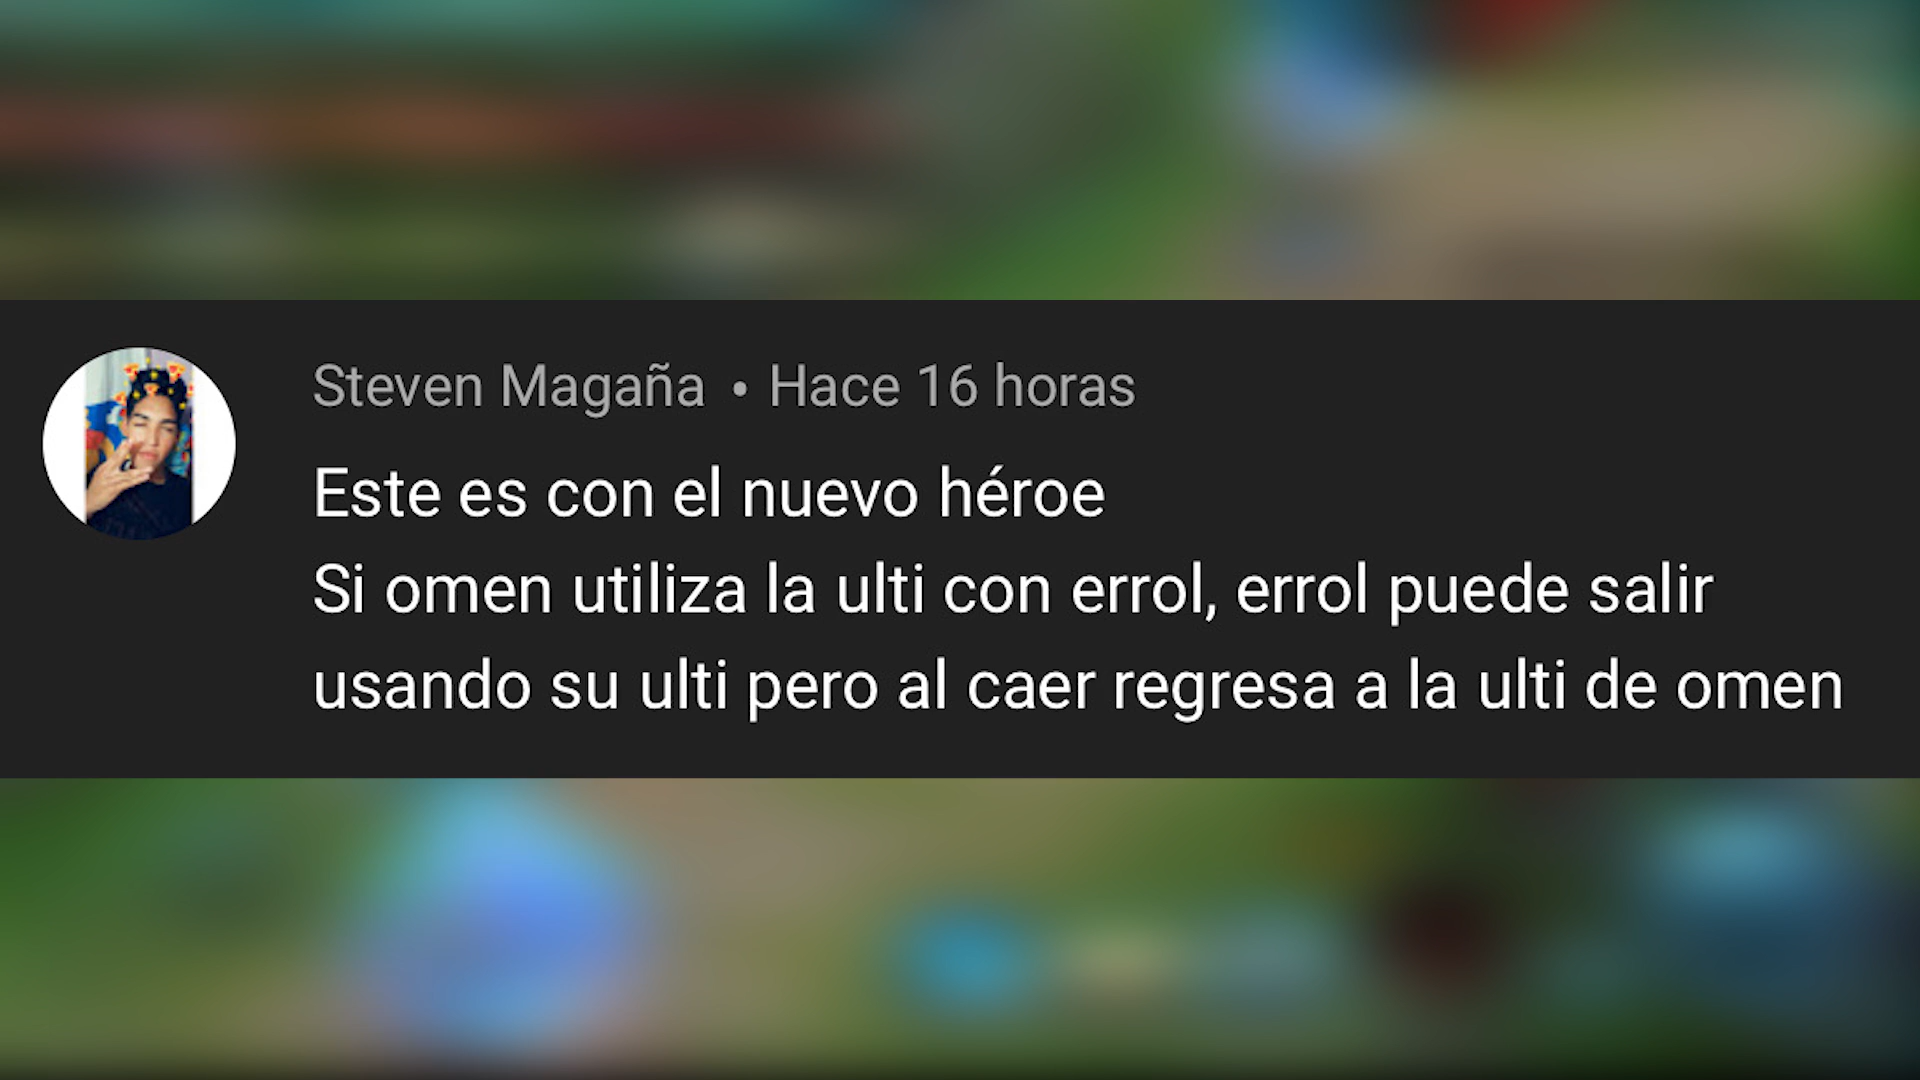 Steven Magaña • Hace 16 horas
Este es con el nuevo héroe
Si omen utiliza la ulti con errol, errol puede salir
usando su ulti pero al caer regresa a la ulti de omen